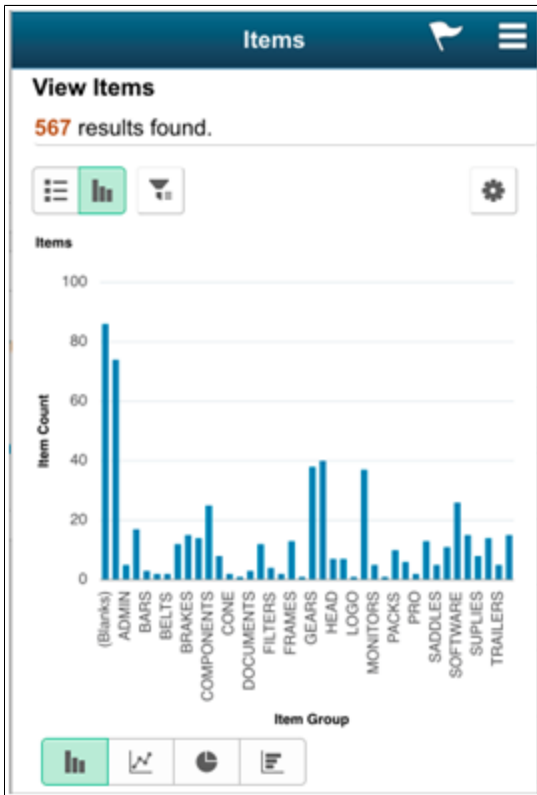 Items
View Items
567 results found.
Items
100
80
60
40
20
0
Item Count
(Blanks)
ADMIN
BARS
BELTS
BRAKES
COMPONENTS
CONE
DOCUMENTS
FILTERS
FRAMES
GEARS
HEAD
LOGO
MONITORS
PACKS
PRO
SADDLES
SOFTWARE
SUPLIES
TRAILERS
Item Group